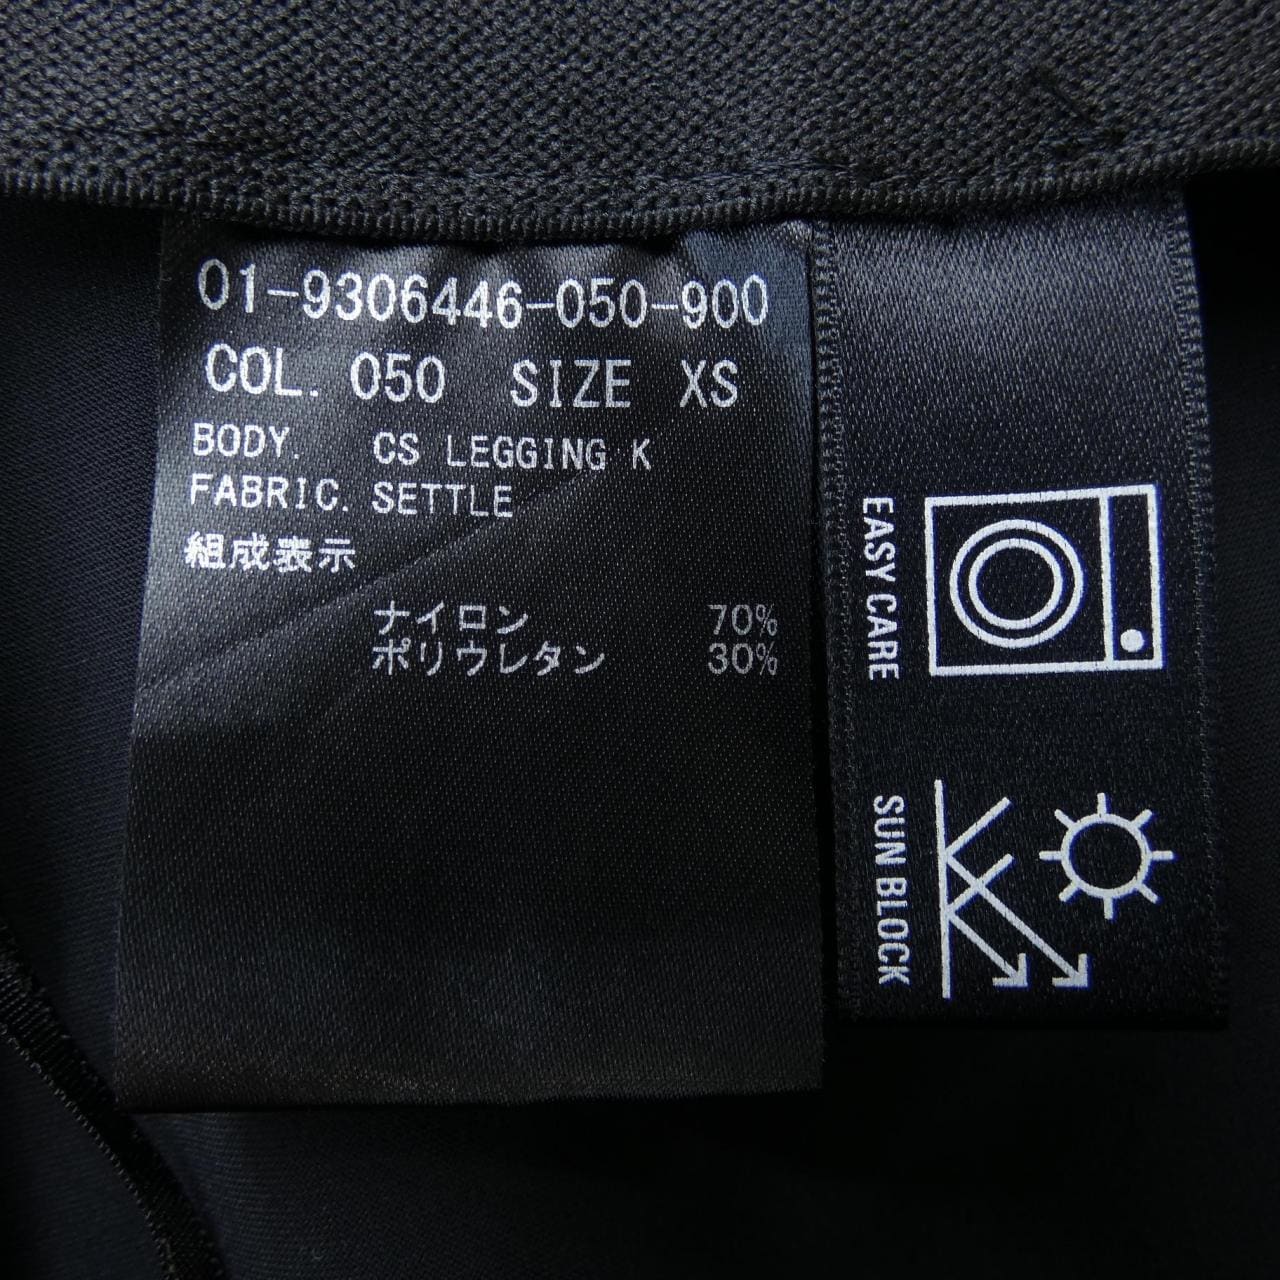 01-9306446-050-900
COL. 050 SIZE XS
BODY. CS LEGGING K
FABRIC. SETTLE
組成表示
ナイロン 70%
ポリウレタン 30%
EASY CARE
SUN BLOCK